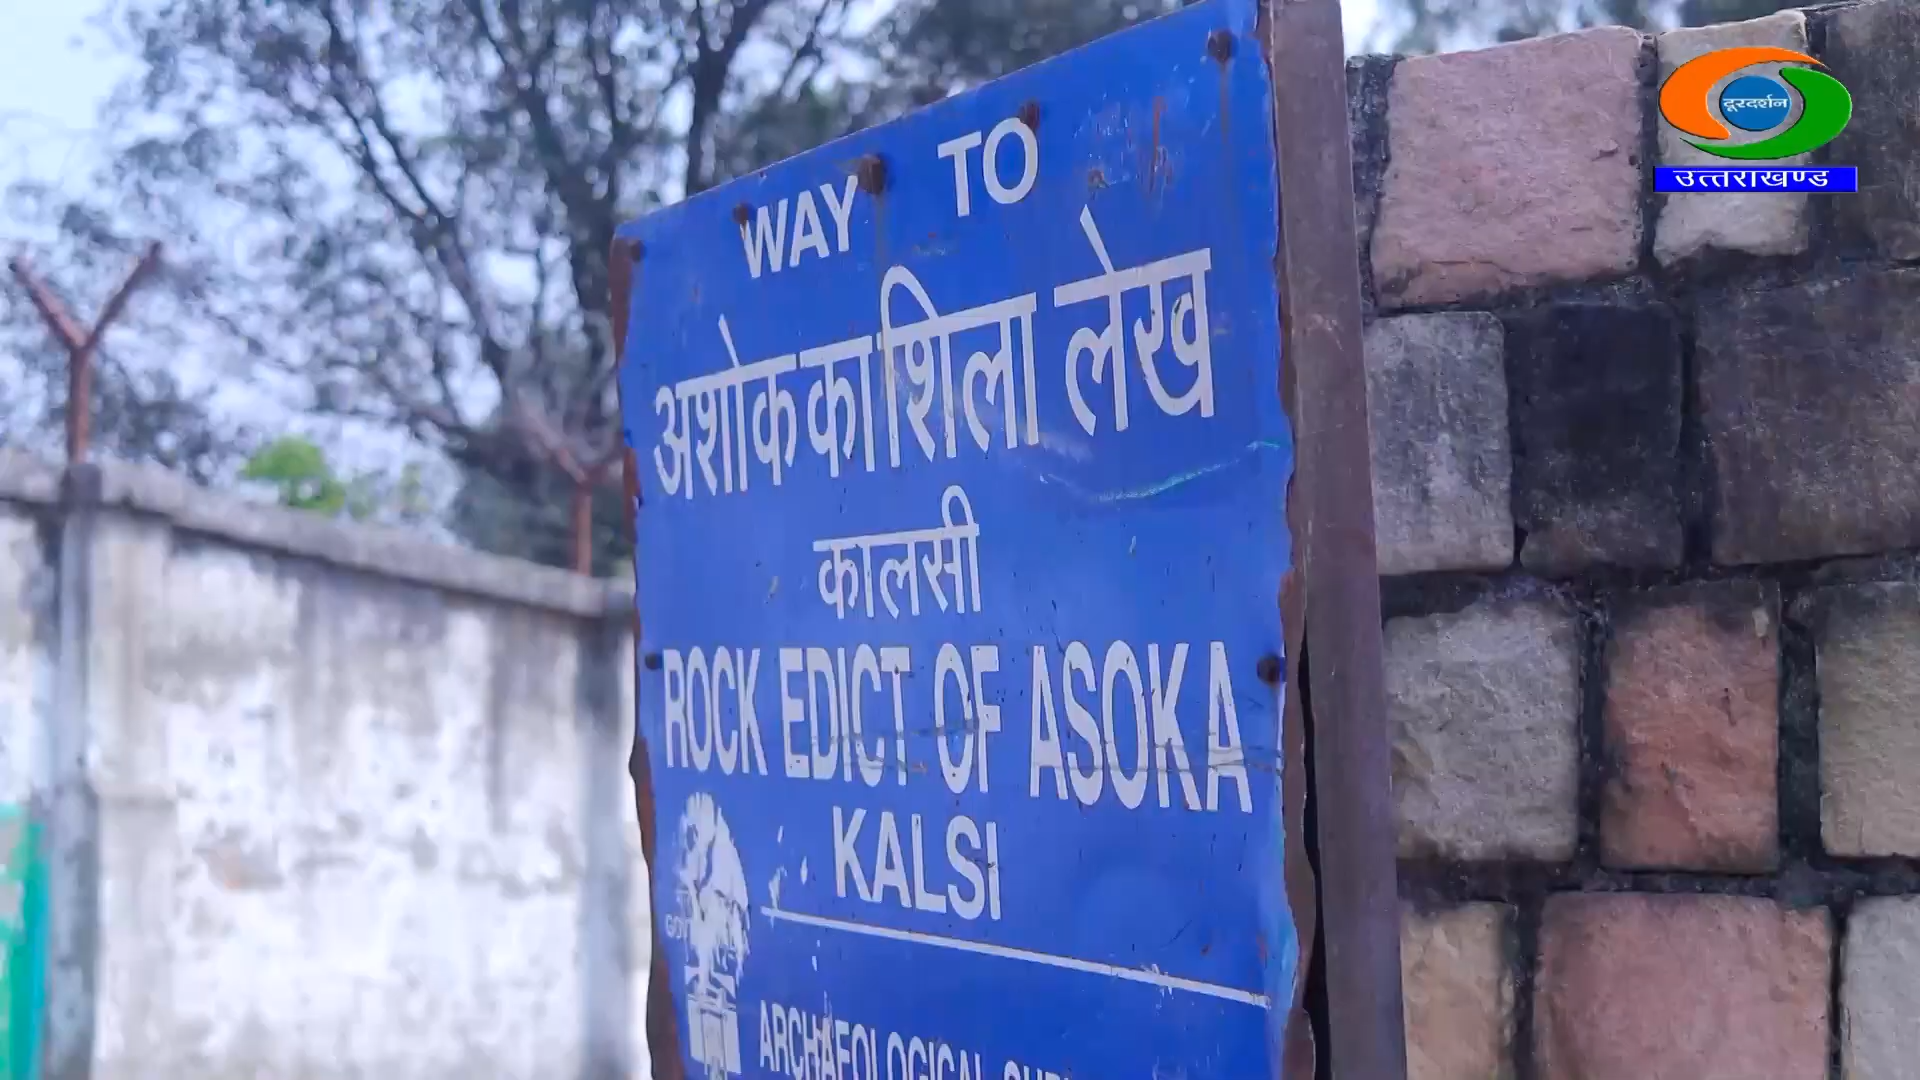 दूरदर्शन
उत्तराखण्ड
WAY TO
अशोक का शिला लेख
कालसी
ROCK EDICT OF ASOKA
KALSI
ARCHAEOLOGICAL